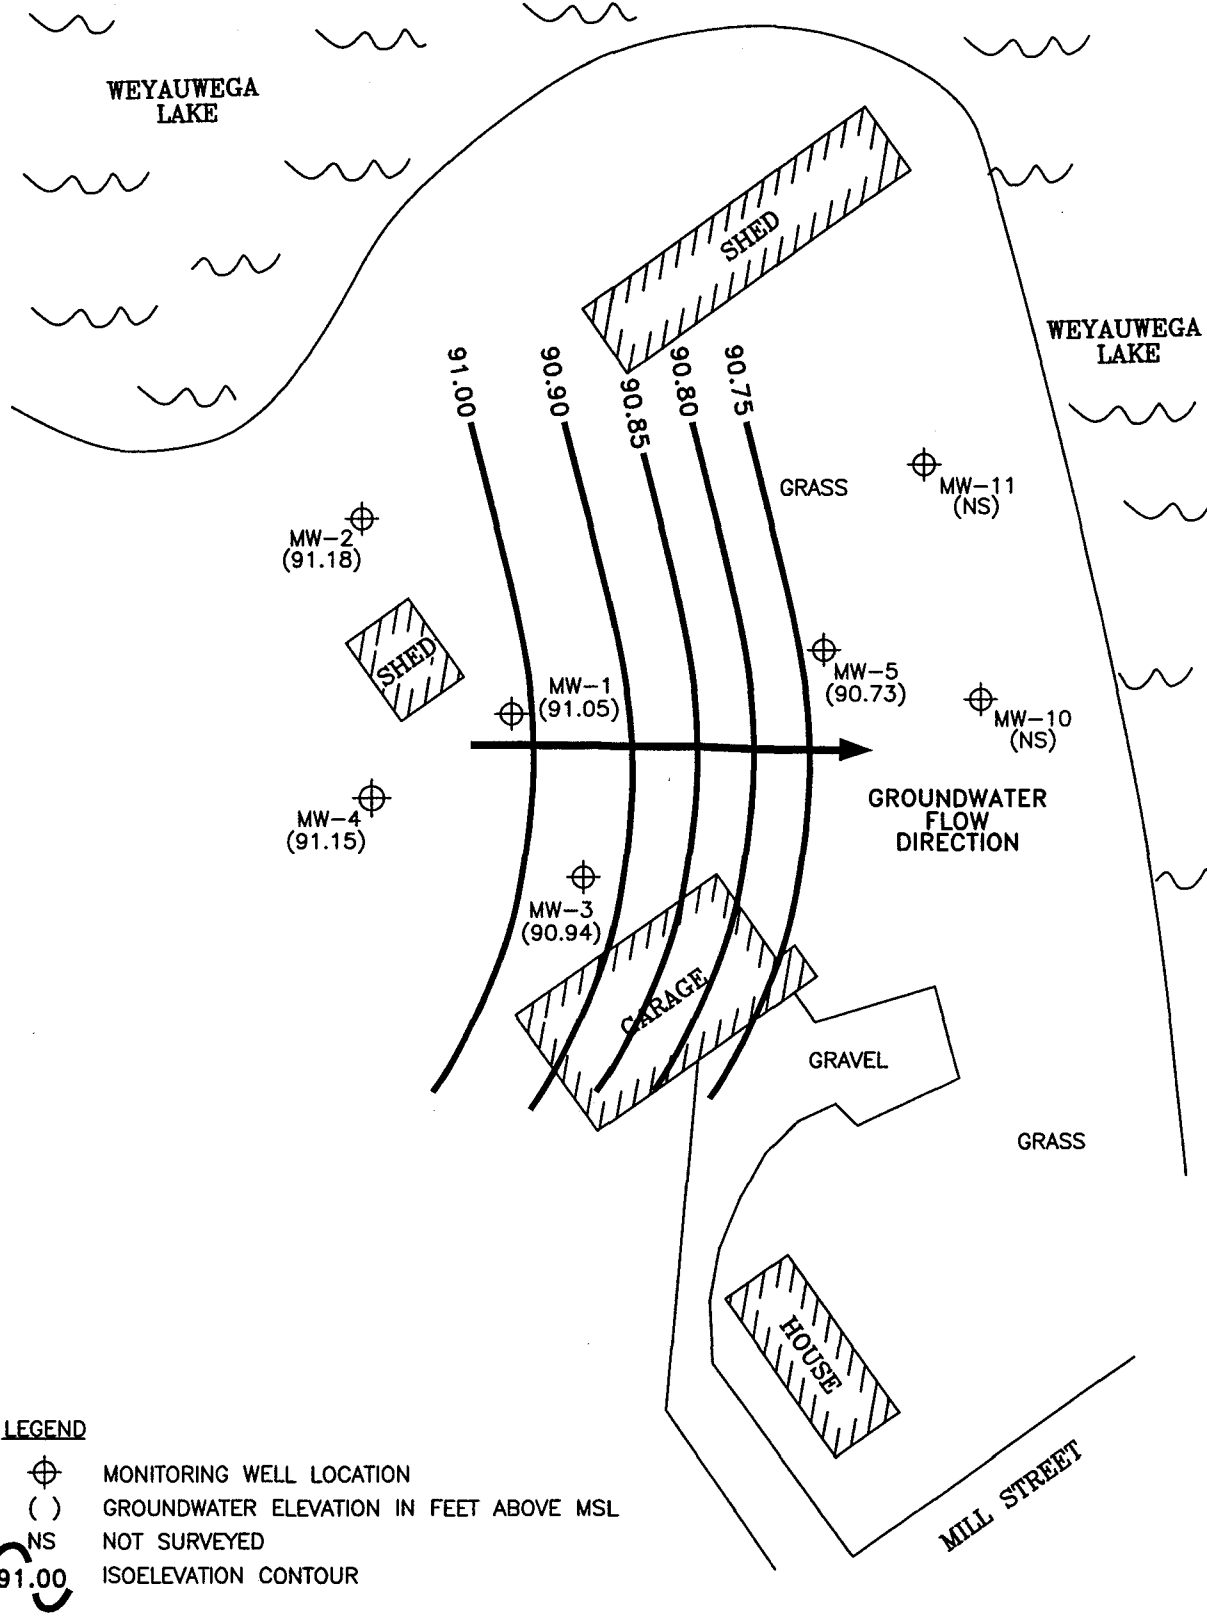 WEYAUWEGA
LAKE
SHED
WEYAUWEGA
LAKE
91.00
90.90
90.85
90.80
90.75
GRASS
MW-11
(NS)
MW-2
(91.18)
SHED
MW-1
(91.05)
MW-5
(90.73)
MW-10
(NS)
MW-4
(91.15)
GROUNDWATER
FLOW
DIRECTION
MW-3
(90.94)
GARAGE
GRAVEL
GRASS
HOUSE
MILL STREET
LEGEND
MONITORING WELL LOCATION
( ) GROUNDWATER ELEVATION IN FEET ABOVE MSL
NS NOT SURVEYED
91.00 ISOELEVATION CONTOUR